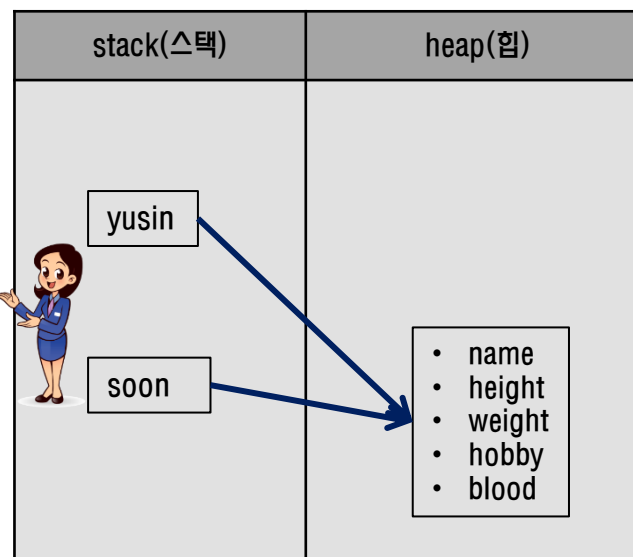 stack(스택)
heap(힙)
yusin
soon
• name
• height
• weight
• hobby
• blood